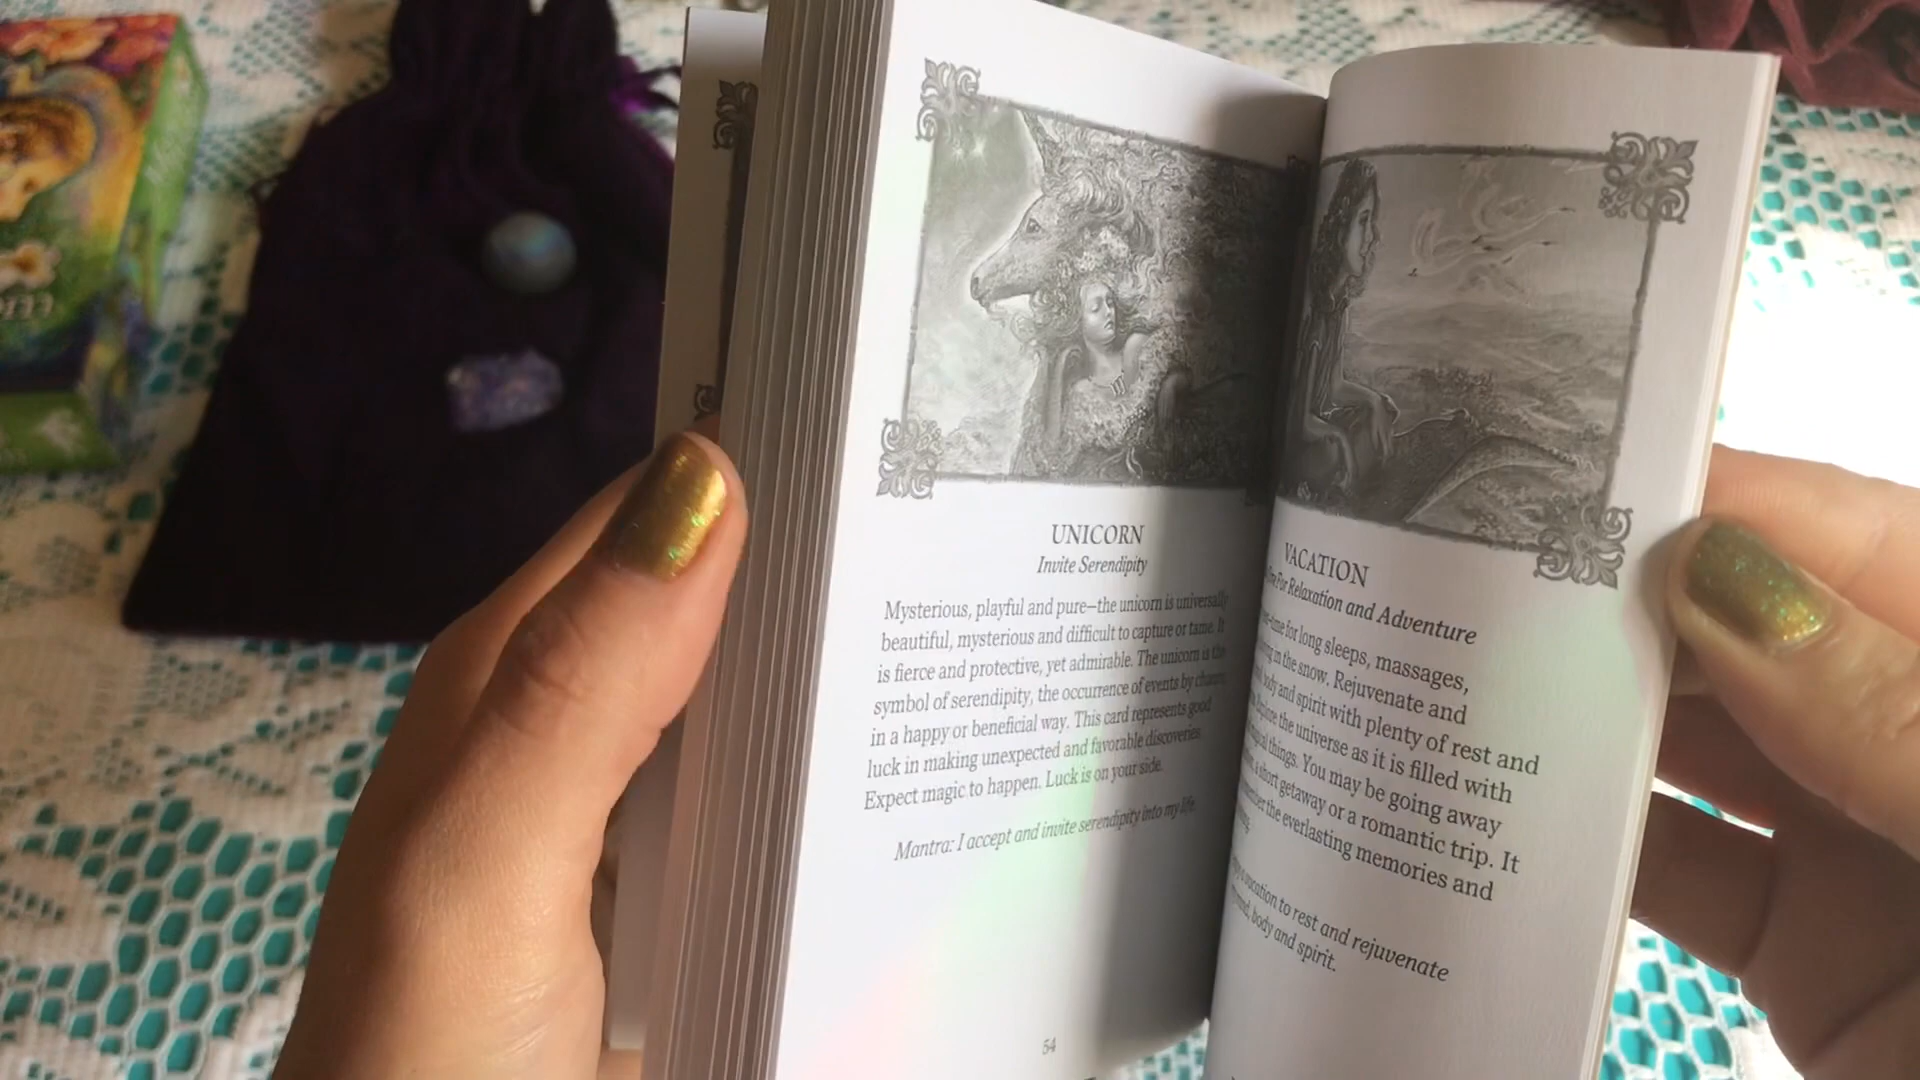 UNICORN
Invite Serendipity
Mysterious, playful and pure—the unicorn is universally
beautiful, mysterious and difficult to capture or tame. It
is fierce and protective, yet admirable. The unicorn is the
symbol of serendipity, the occurrence of events by chance,
in a happy or beneficial way. This card represents good
luck in making unexpected and favorable discoveries.
Expect magic to happen. Luck is on your side.
Mantra: I accept and invite serendipity into my life.
54
VACATION
For Relaxation and Adventure
time for long sleeps, massages,
in the snow. Rejuvenate and
body and spirit with plenty of rest and
the universe as it is filled with
things. You may be going away
a short getaway or a romantic trip. It
the everlasting memories and
vacation to rest and rejuvenate
mind, body and spirit.